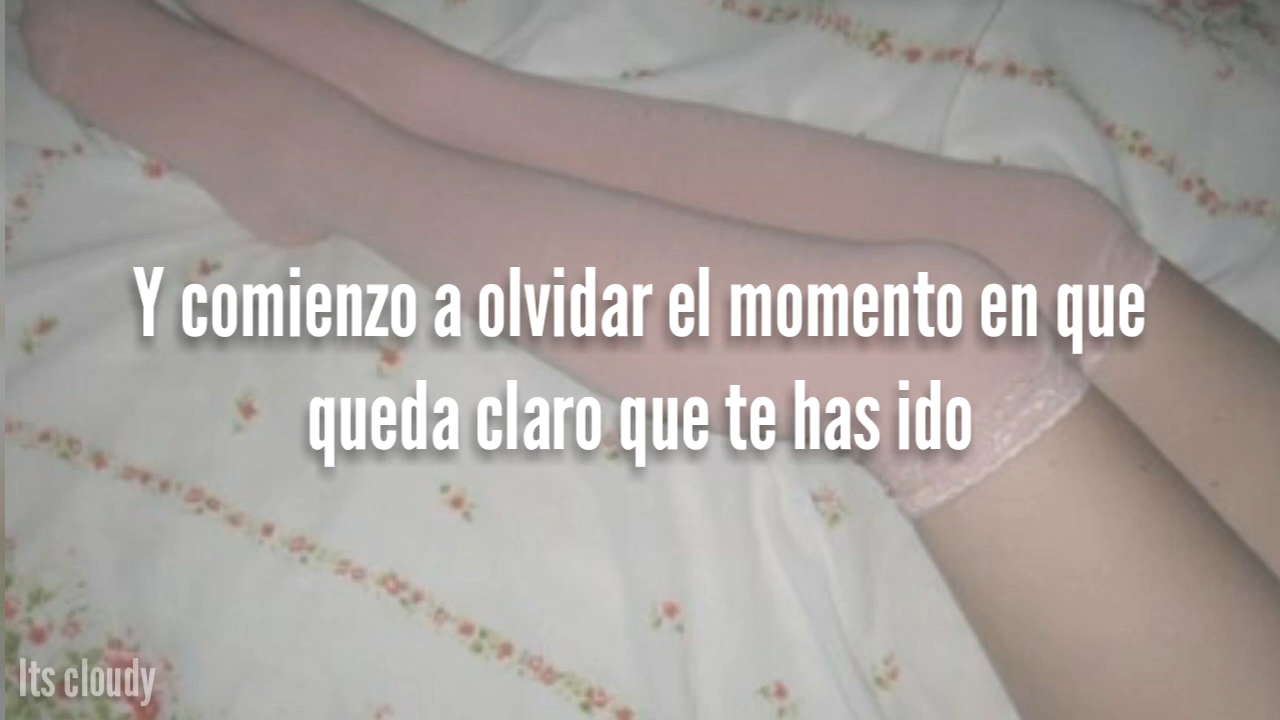 Y comienzo a olvidar el momento en que
queda claro que te has ido
Its cloudy